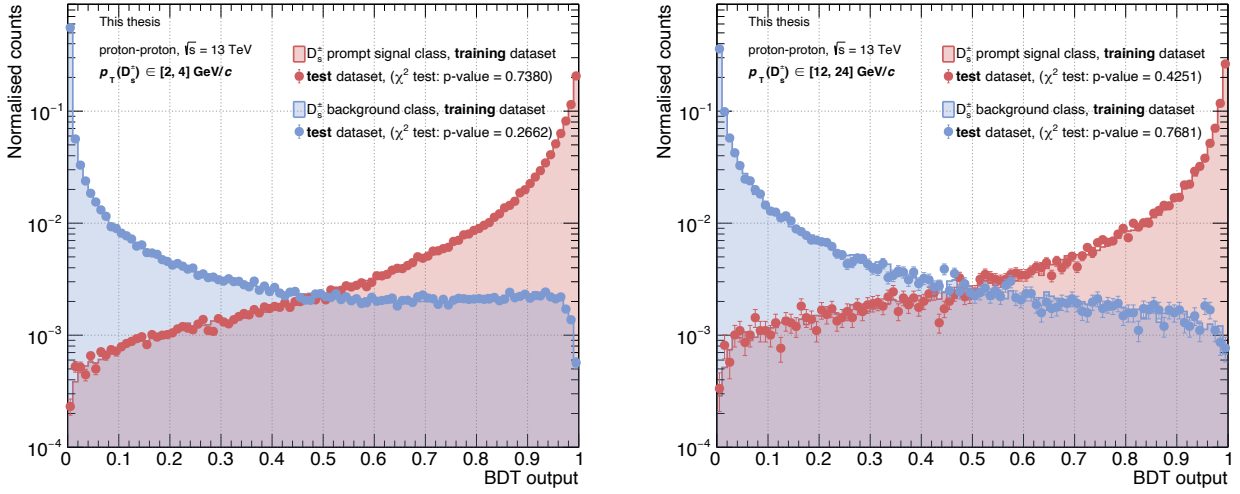 Normalised counts
This thesis
proton-proton, √s = 13 TeV
p_T(D_s^±) ∈ [2, 4] GeV/c
D_s^± prompt signal class, training dataset
test dataset, (χ² test: p-value = 0.7380)
D_s^± background class, training dataset
test dataset, (χ² test: p-value = 0.2662)
10⁻¹
10⁻²
10⁻³
10⁻⁴
0 0.1 0.2 0.3 0.4 0.5 0.6 0.7 0.8 0.9 1
BDT output
Normalised counts
This thesis
proton-proton, √s = 13 TeV
p_T(D_s^±) ∈ [12, 24] GeV/c
D_s^± prompt signal class, training dataset
test dataset, (χ² test: p-value = 0.4251)
D_s^± background class, training dataset
test dataset, (χ² test: p-value = 0.7681)
10⁻¹
10⁻²
10⁻³
10⁻⁴
0 0.1 0.2 0.3 0.4 0.5 0.6 0.7 0.8 0.9 1
BDT output